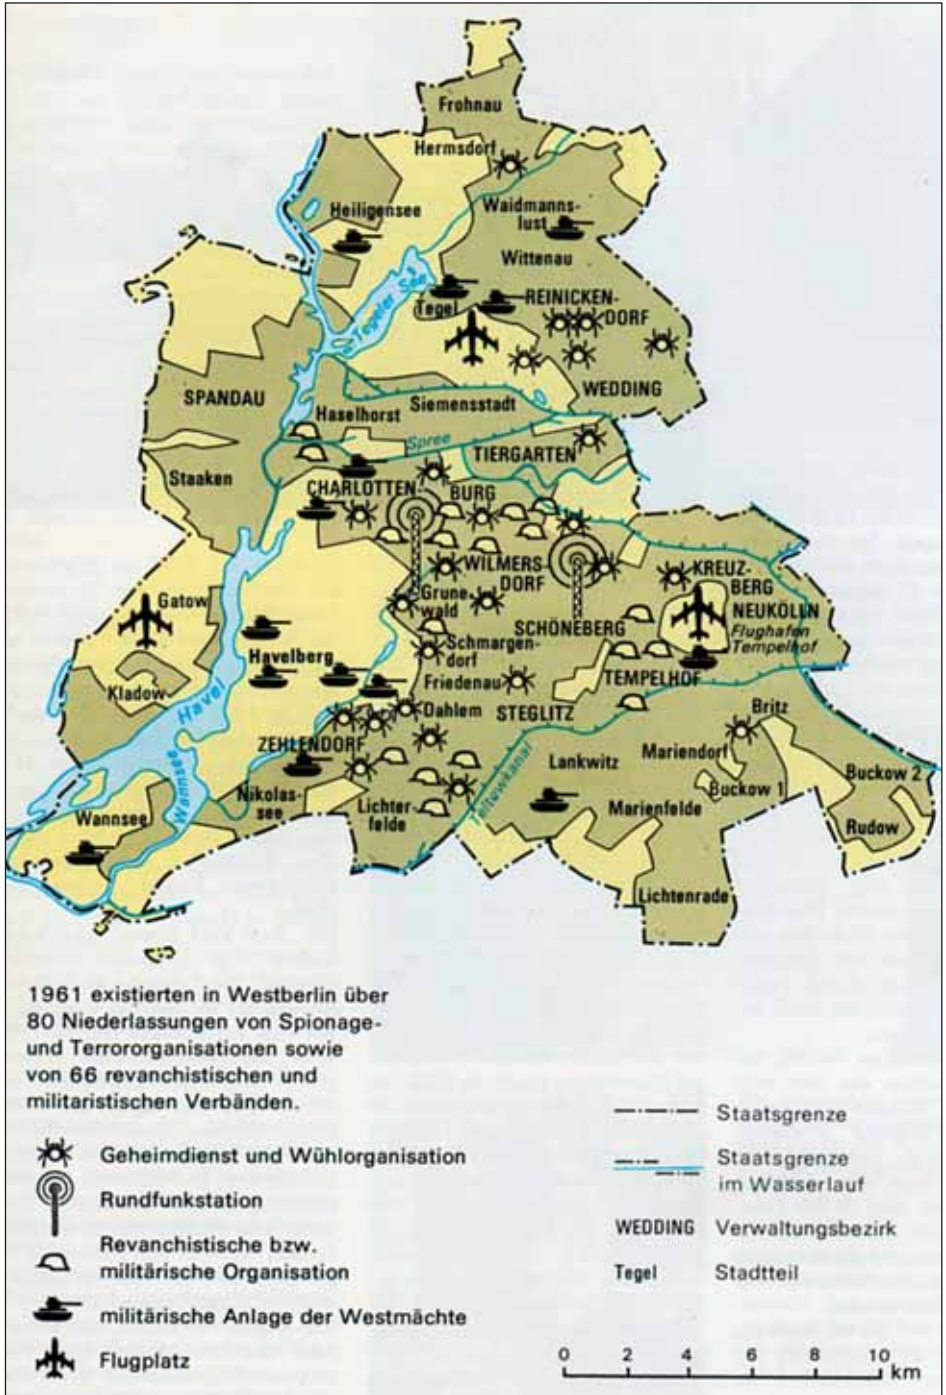 Frohnau
Hermsdorf
Heiligensee
Waidmanns-
lust
Wittenau
Tegeler See
Tegel
REINICKEN-
DORF
SPANDAU
WEDDING
Haselhorst
Siemensstadt
Spree
TIERGARTEN
Staaken
CHARLOTTEN-
BURG
WILMERS
DORF
KREUZ-
BERG
Gatow
Grune-
wald
NEUKÖLLN
SCHÖNEBERG
Flughafen
Tempelhof
Havelberg
Schmargen-
dorf
Kladow
Friedenau
TEMPELHOF
Havel
Dahlem
STEGLITZ
Britz
ZEHLENDORF
Lankwitz
Mariendorf
Wannsee
Nikolas-
see
Teltowkanal
Buckow 1
Buckow 2
Wannsee
Lichter-
felde
Marienfelde
Rudow
Lichtenrade
1961 existierten in Westberlin über
80 Niederlassungen von Spionage-
und Terrororganisationen sowie
von 66 revanchistischen und
militaristischen Verbänden.
Geheimdienst und Wühlorganisation
Rundfunkstation
Revanchistische bzw.
militärische Organisation
militärische Anlage der Westmächte
Flugplatz
Staatsgrenze
Staatsgrenze
im Wasserlauf
WEDDING Verwaltungsbezirk
Tegel Stadtteil
0 2 4 6 8 10
km